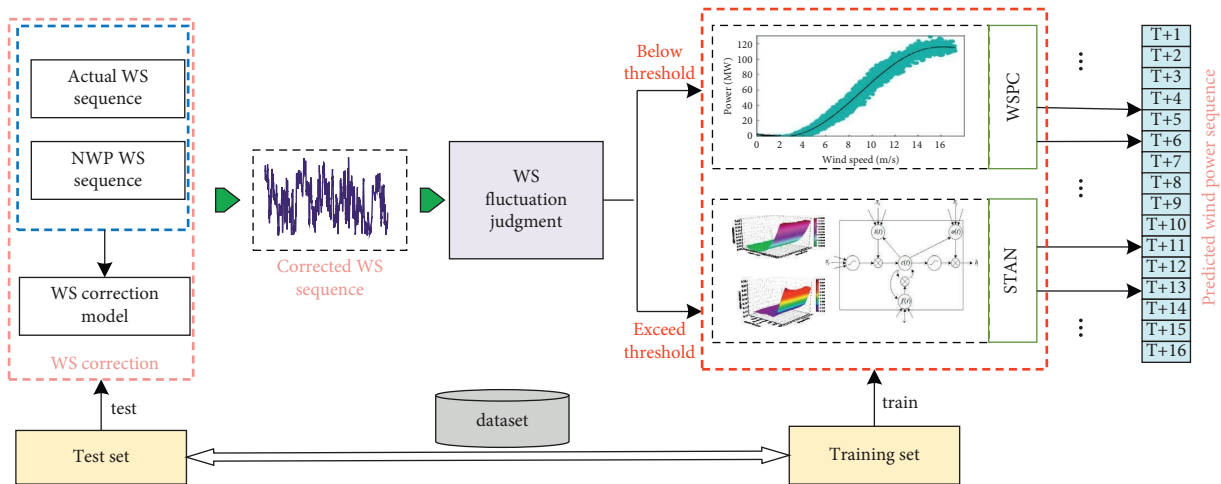 Actual WS
sequence
NWP WS
sequence
WS correction
model
WS correction
test
Test set
Corrected WS
sequence
WS
fluctuation
judgment
dataset
Below
threshold
Exceed
threshold
Power (MW)
120
100
80
60
40
20
0
0 2 4 6 8 10 12 14 16
Wind speed (m/s)
WSPC
i(t)
o(t)
c(t)
f(t)
STAN
train
Training set
...
...
...
T+1
T+2
T+3
T+4
T+5
T+6
T+7
T+8
T+9
T+10
T+11
T+12
T+13
T+14
T+15
T+16
Predicted wind power sequence